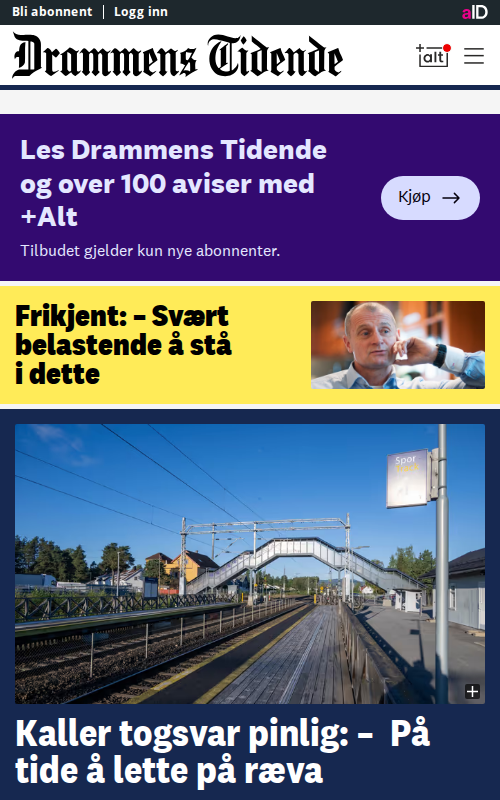 Bli abonnent | Logg inn
aID
Drammens Tidende
+alt
Les Drammens Tidende
og over 100 aviser med
+Alt
Kjøp →
Tilbudet gjelder kun nye abonnenter.
Frikjent: – Svært
belastende å stå
i dette
Spor
Kaller togsvar pinlig: – På
tide å lette på ræva